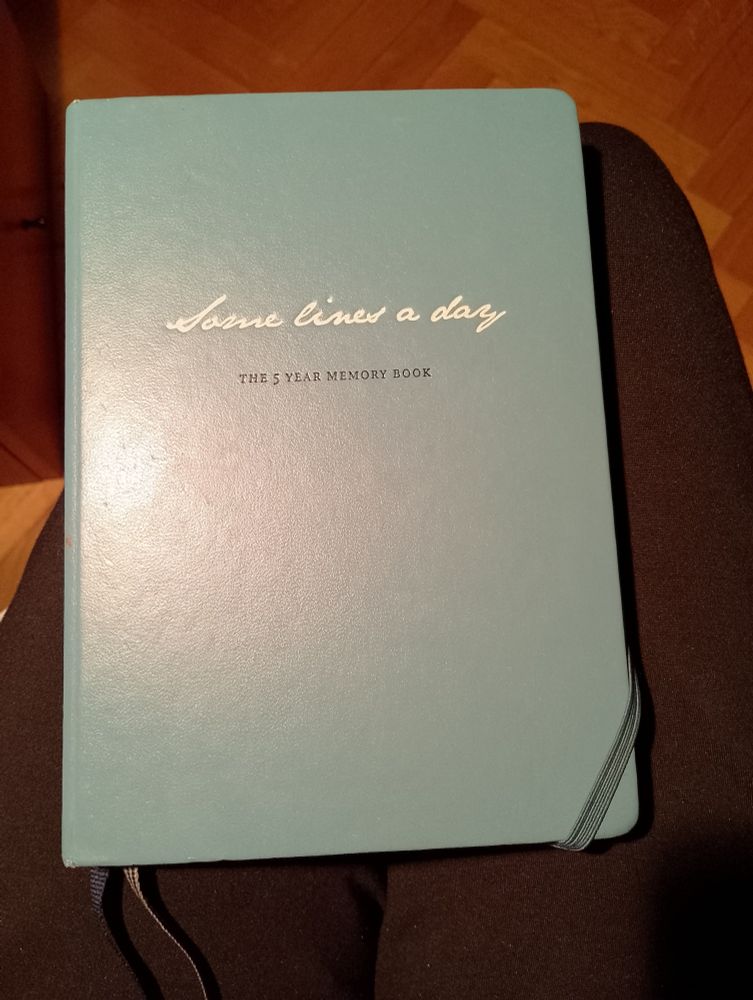 Some lines a day
THE 5 YEAR MEMORY BOOK